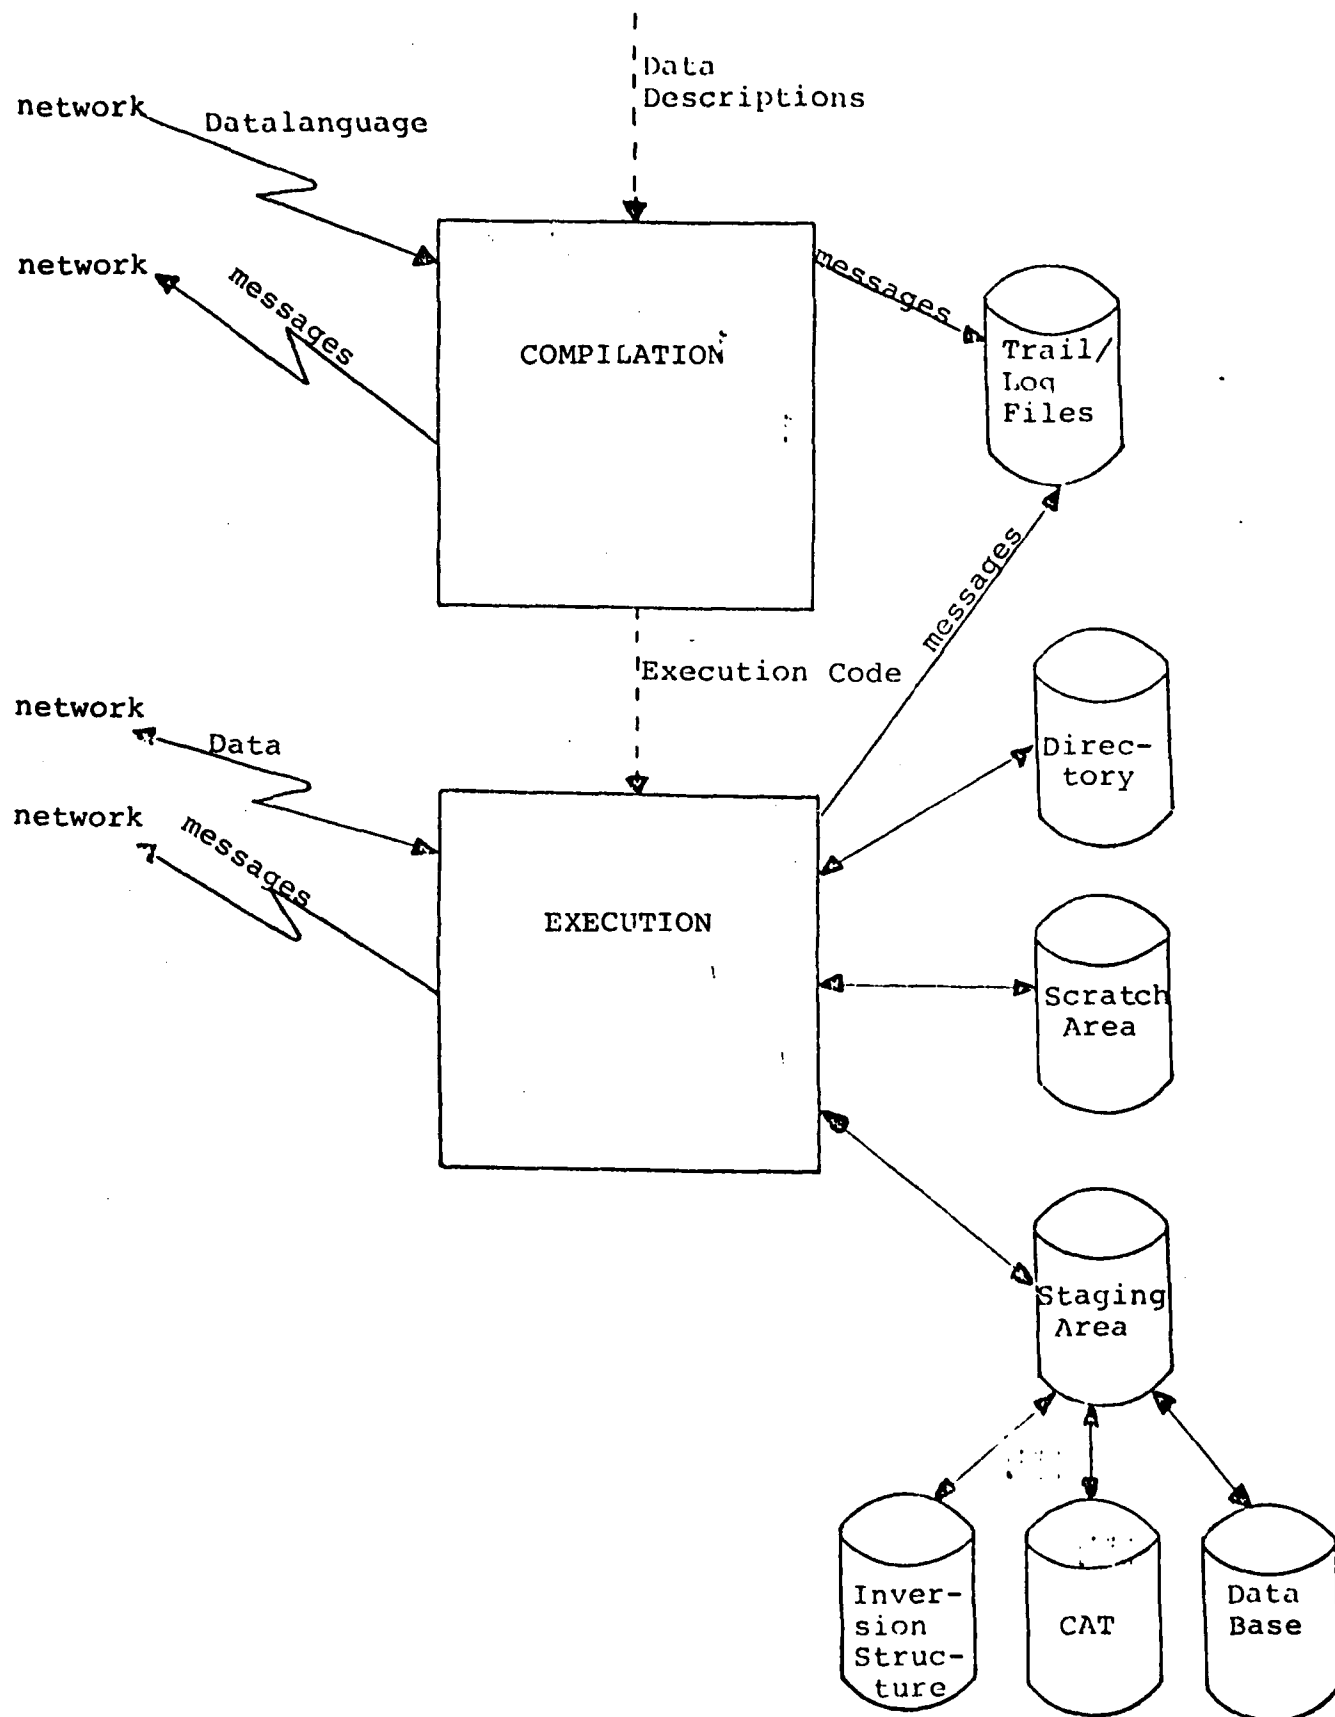 Data
Descriptions
network
Datalanguage
network
messages
messages
COMPILATION
Trail/
Log
Files
messages
Execution Code
network
Data
network
messages
Direc-
tory
EXECUTION
Scratch
Area
Staging
Area
Inver-
sion
Struc-
ture
CAT
Data
Base